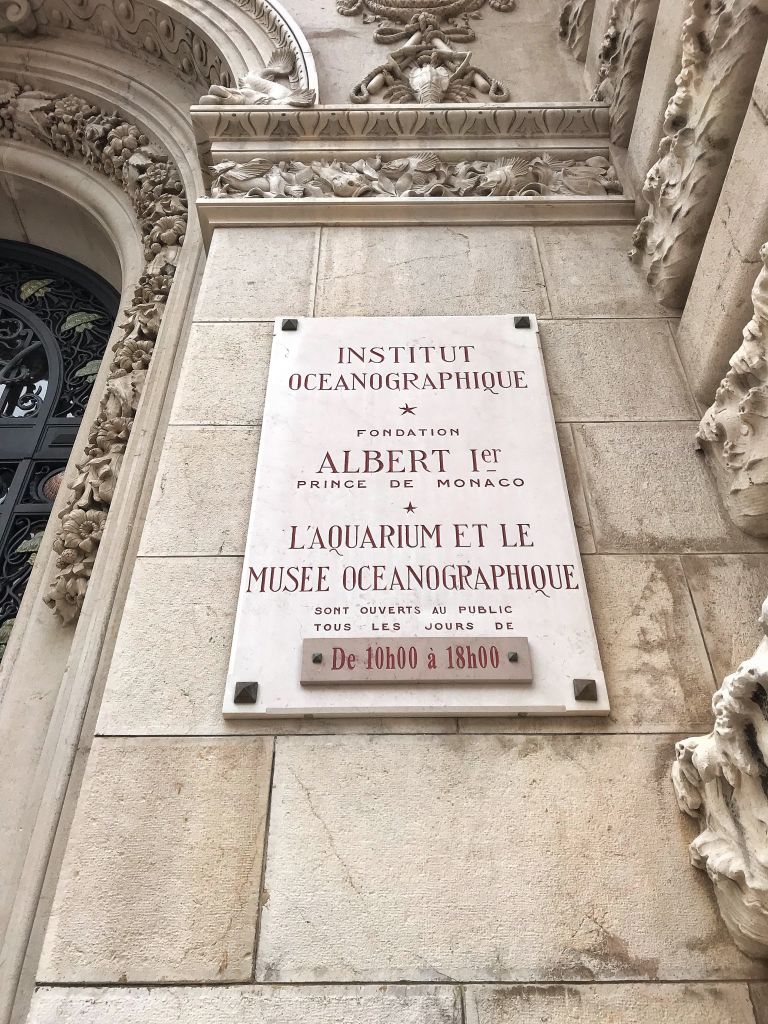 INSTITUT
OCEANOGRAPHIQUE
FONDATION
ALBERT Ier
PRINCE DE MONACO
L'AQUARIUM ET LE
MUSEE OCEANOGRAPHIQUE
SONT OUVERTS AU PUBLIC
TOUS LES JOURS DE
De 10h00 à 18h00